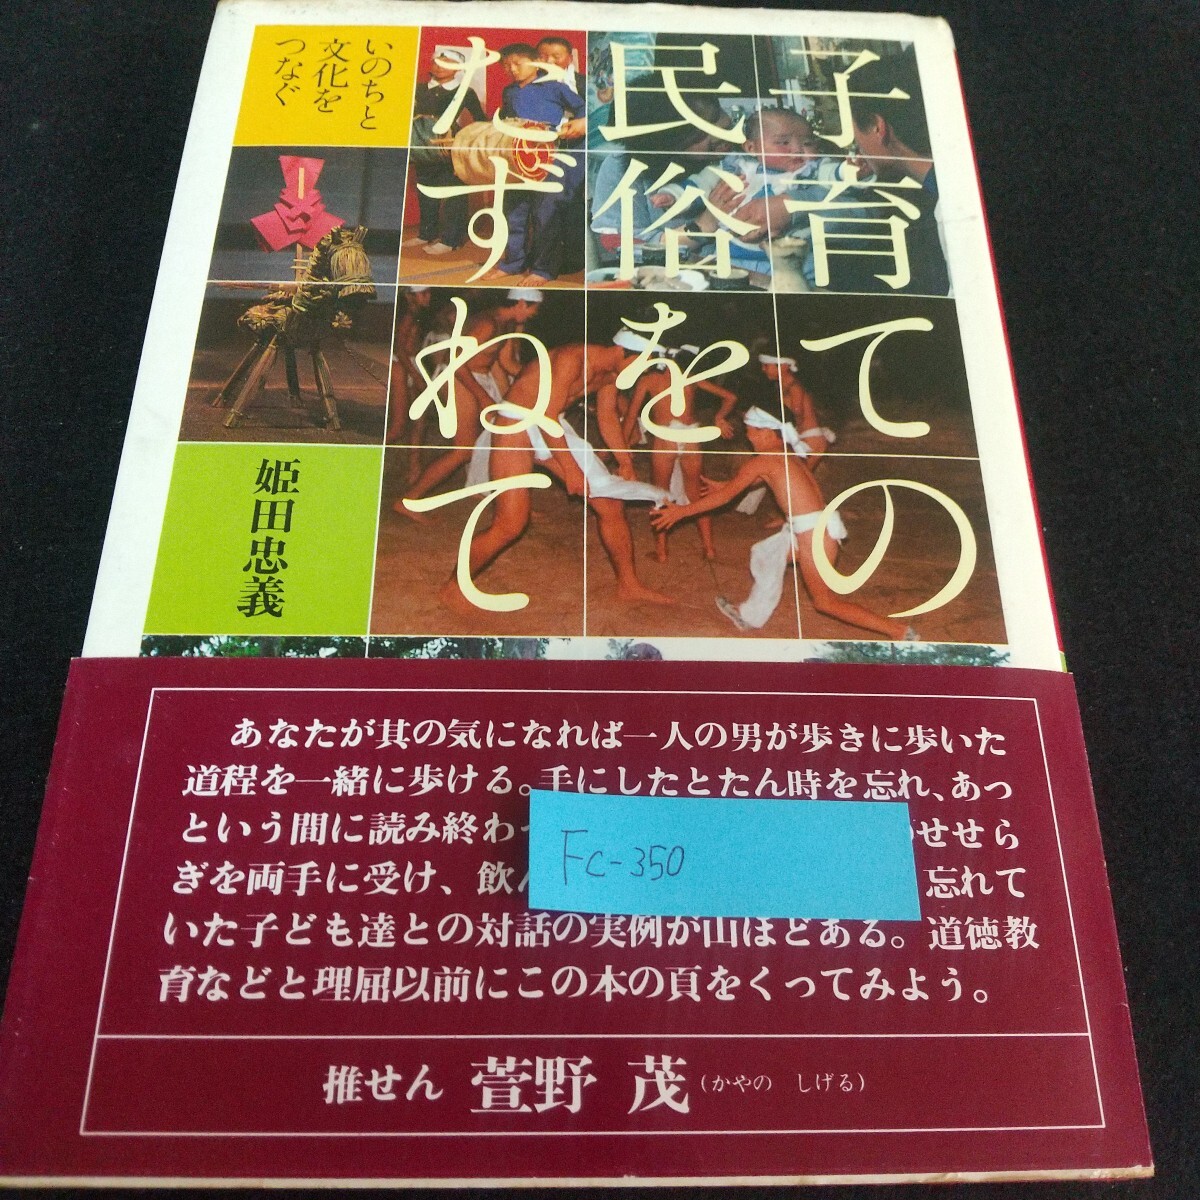 子育ての
民俗を
たずねて
いのちと
文化を
つなぐ
姫田忠義
あなたが其の気になれば一人の男が歩きに歩いた
道程を一緒に歩ける。手にしたとたん時を忘れ、あっ
という間に読み終わっ せせら
ぎを両手に受け、飲ん 忘れて
いた子ども達との対話の実例が山ほどある。道徳教
育などと理屈以前にこの本の頁をくってみよう。
推せん 萱野 茂(かやの しげる)
Fc-350